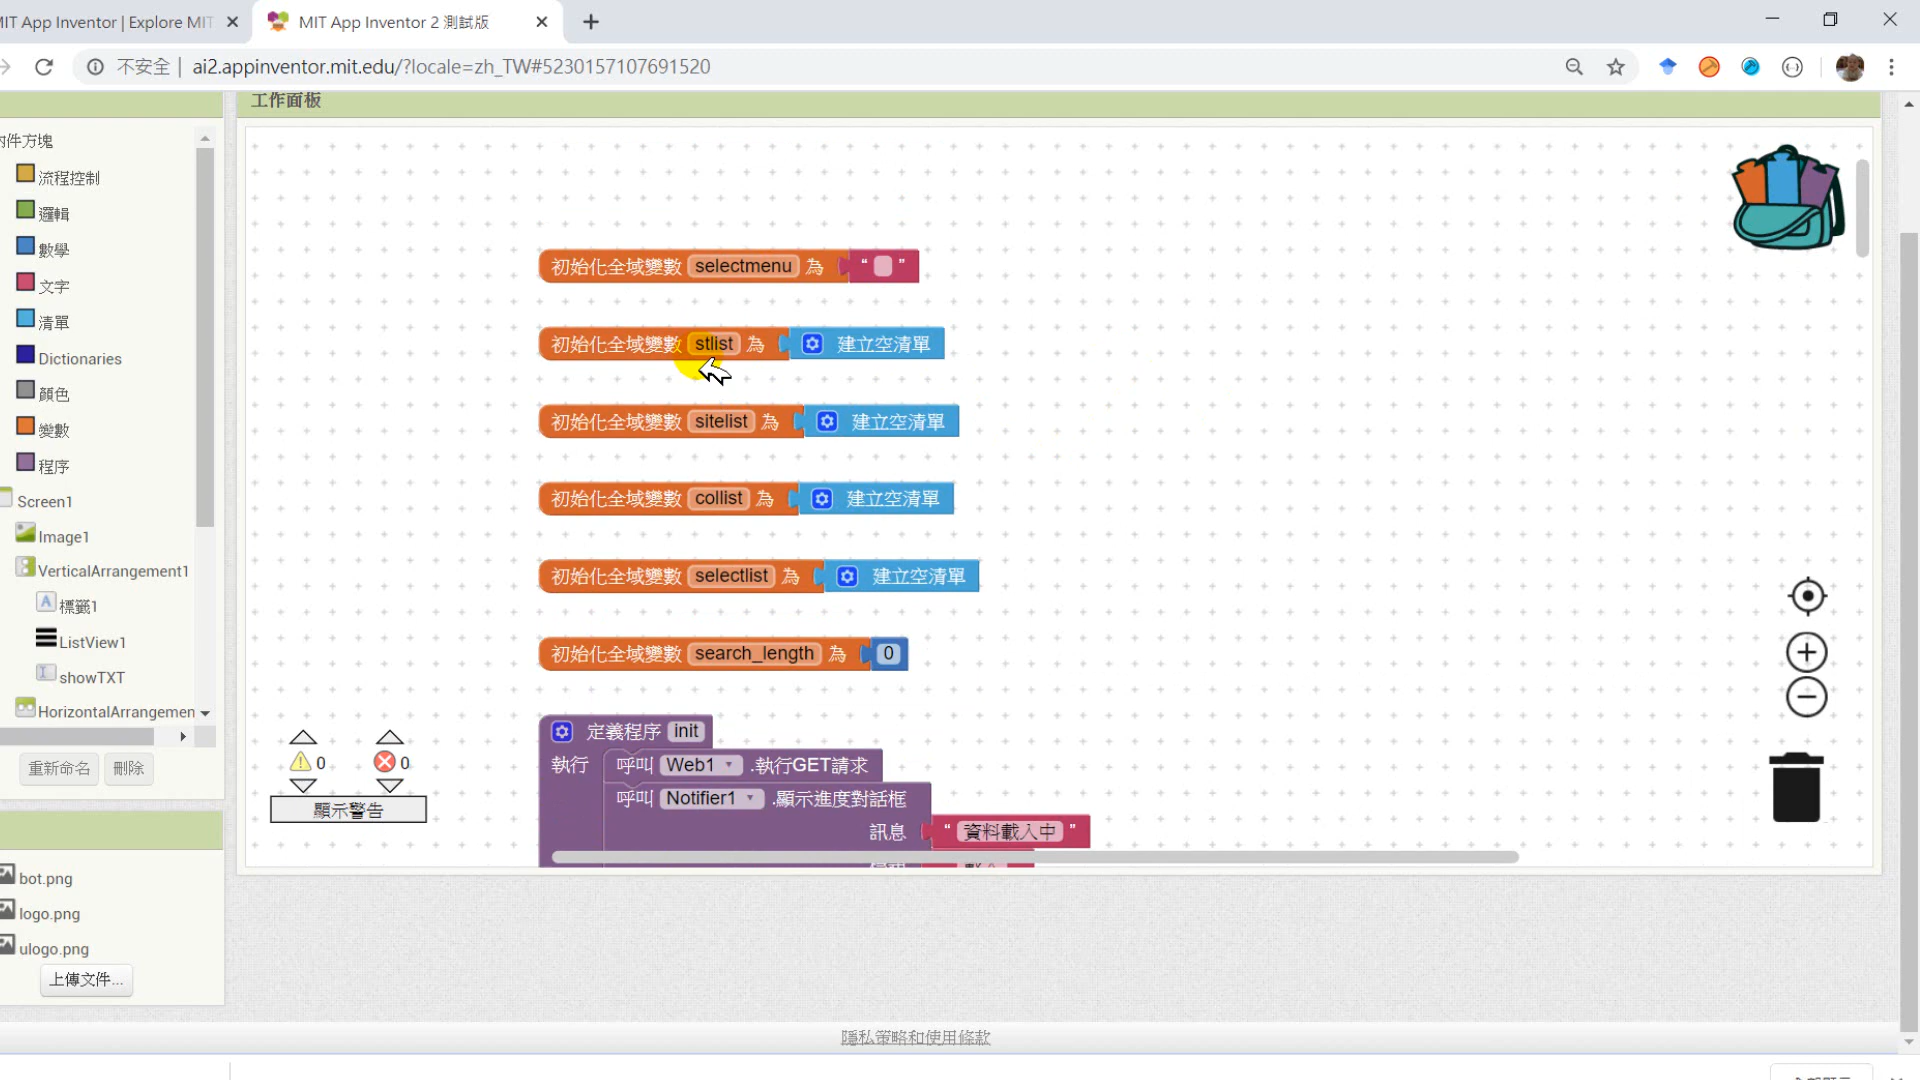 MIT App Inventor | Explore MIT
MIT App Inventor 2 測試版
不安全
ai2.appinventor.mit.edu/?locale=zh_TW#5230157107691520
工作面板
內件方塊
流程控制
邏輯
數學
文字
清單
Dictionaries
顏色
變數
程序
Screen1
Image1
VerticalArrangement1
標籤1
ListView1
showTXT
HorizontalArrangemen
重新命名
刪除
bot.png
logo.png
ulogo.png
上傳文件...
初始化全域變數 selectmenu 為 “ ”
初始化全域變數 stlist 為 建立空清單
初始化全域變數 sitelist 為 建立空清單
初始化全域變數 collist 為 建立空清單
初始化全域變數 selectlist 為 建立空清單
初始化全域變數 search_length 為 0
定義程序 init
執行 呼叫 Web1 .執行GET請求
呼叫 Notifier1 .顯示進度對話框
訊息 “ 資料載入中 ”
0 0
顯示警告
隱私策略和使用條款